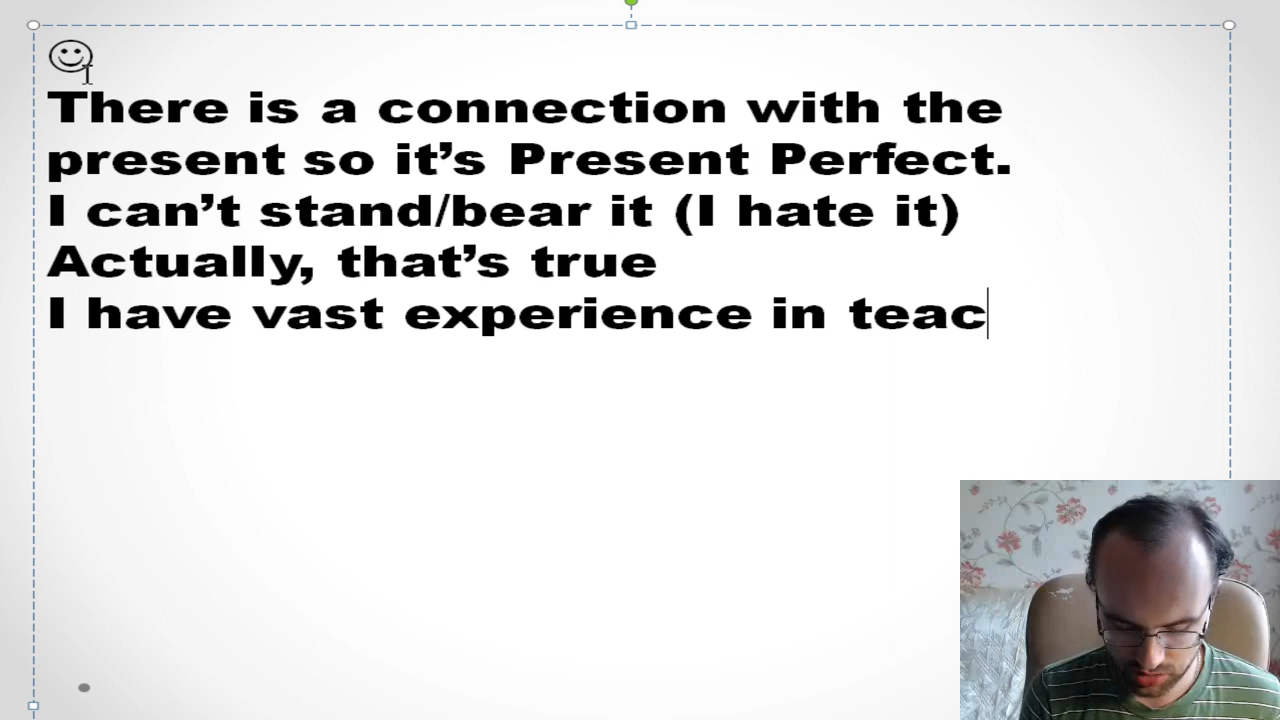 There is a connection with the
present so it’s Present Perfect.
I can’t stand/bear it (I hate it)
Actually, that’s true
I have vast experience in teac